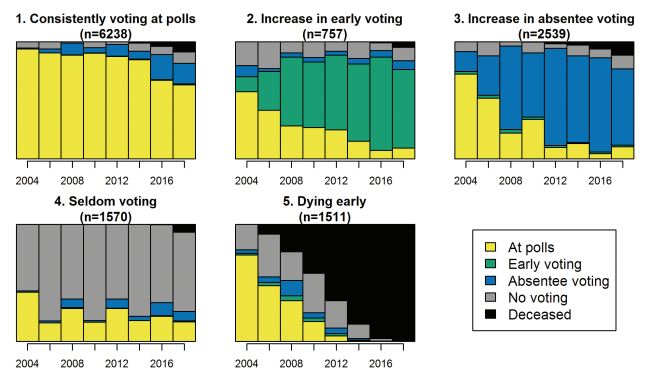 1. Consistently voting at polls
(n=6238)
2. Increase in early voting
(n=757)
3. Increase in absentee voting
(n=2539)
2004 2008 2012 2016
2004 2008 2012 2016
2004 2008 2012 2016
4. Seldom voting
(n=1570)
5. Dying early
(n=1511)
2004 2008 2012 2016
2004 2008 2012 2016
At polls
Early voting
Absentee voting
No voting
Deceased